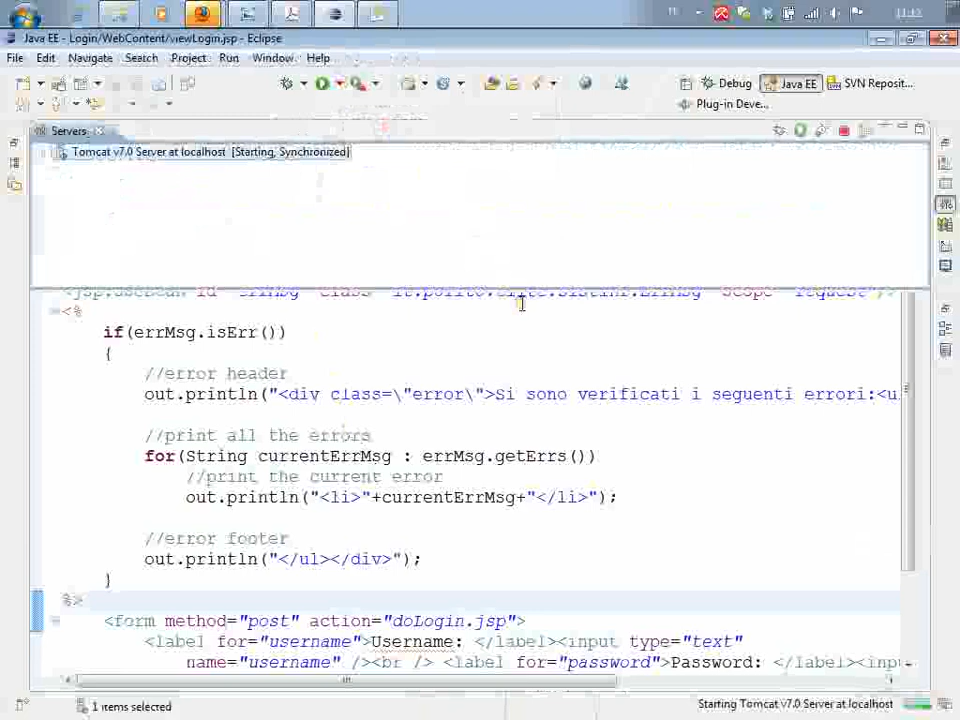 Java EE - Login/WebContent/viewLogin.jsp - Eclipse
File Edit Navigate Search Project Run Window Help
Debug Java EE SVN Reposit...
Plug-in Deve...
Servers
Tomcat v7.0 Server at localhost [Starting, Synchronized]
<%
if(errMsg.isErr())
{
//error header
out.println("<div class=\"error\">Si sono verificati i seguenti errori:<u
//print all the errors
for(String currentErrMsg : errMsg.getErrs())
//print the current error
out.println("<li>"+currentErrMsg+"</li>");
//error footer
out.println("</ul></div>");
}
%>
<form method="post" action="doLogin.jsp">
<label for="username">Username: </label><input type="text"
name="username" /><br /> <label for="password">Password: </label><inpu
1 items selected
Starting Tomcat v7.0 Server at localhost